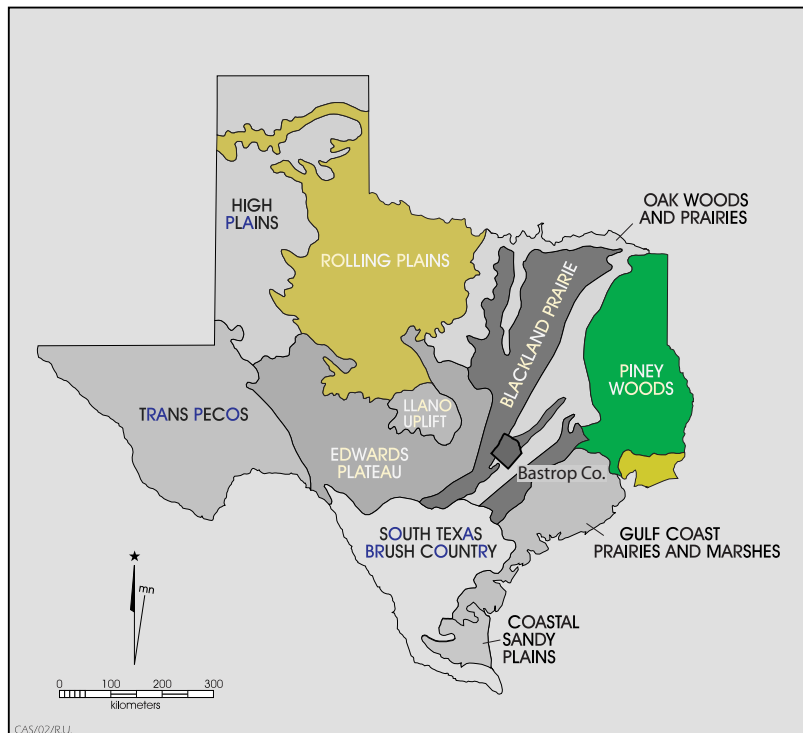 OAK WOODS
AND PRAIRIES
HIGH
PLAINS
ROLLING PLAINS
BLACKLAND PRAIRIE
PINEY
WOODS
LLANO
UPLIFT
TRANS PECOS
EDWARDS
PLATEAU
Bastrop Co.
SOUTH TEXAS
BRUSH COUNTRY
GULF COAST
PRAIRIES AND MARSHES
COASTAL
SANDY
PLAINS
mn
0 100 200 300
kilometers
CAS/02/R.U.